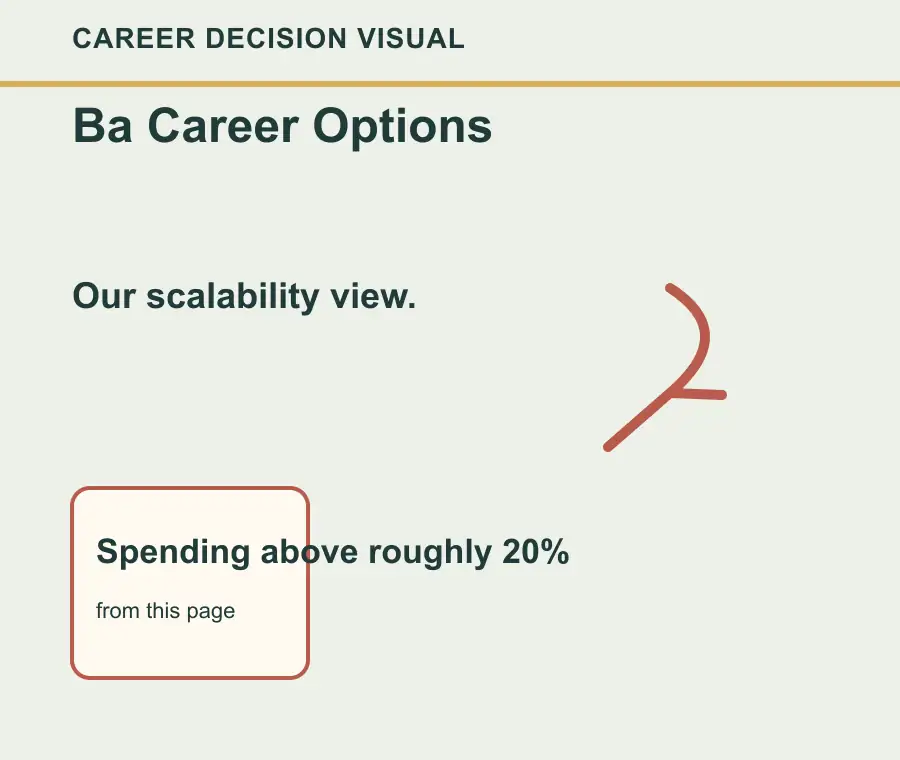 CAREER DECISION VISUAL
Ba Career Options
Our scalability view.
Spending above roughly 20%
from this page